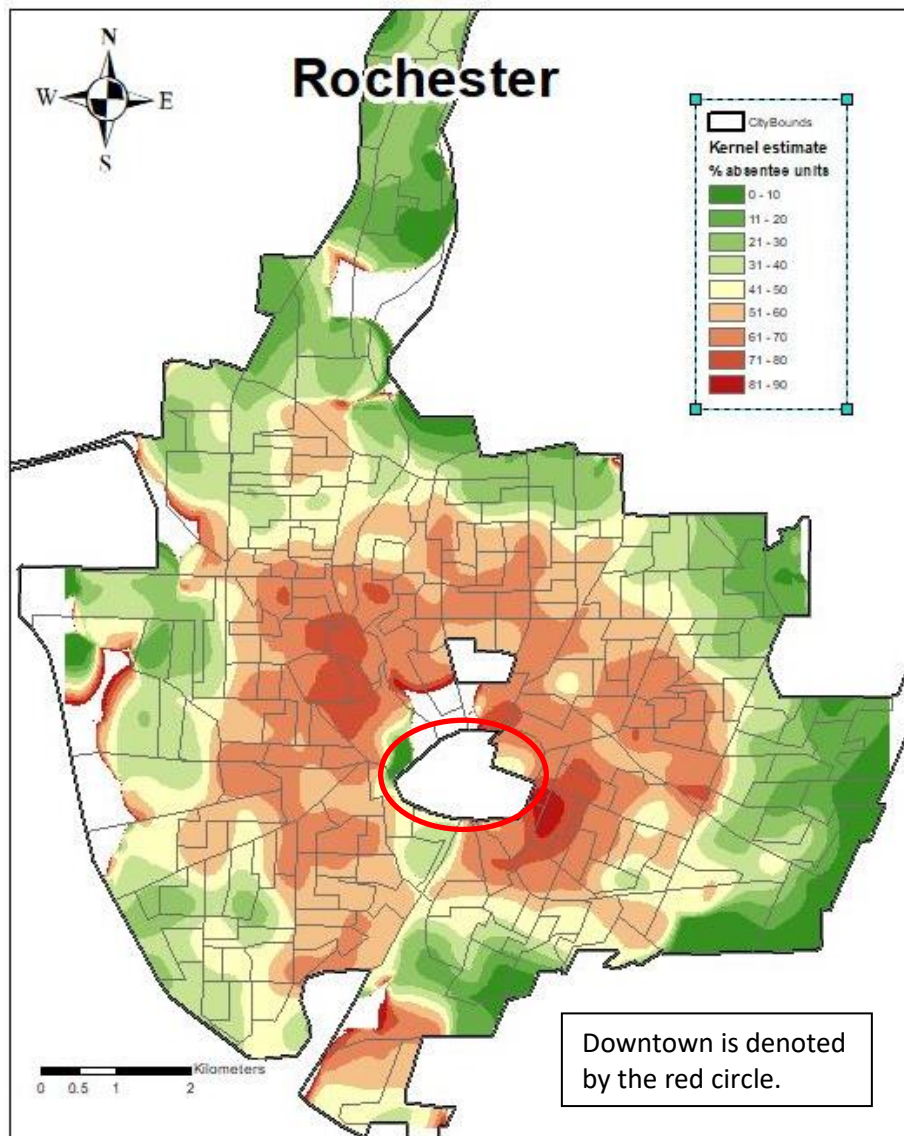 N
Rochester
W
E
S
CityBounds
Kernel estimate
% absentee units
0 - 10
11 - 20
21 - 30
31 - 40
41 - 50
51 - 60
61 - 70
71 - 80
81 - 90
Downtown is denoted
by the red circle.
Kilometers
0 0.5 1 2